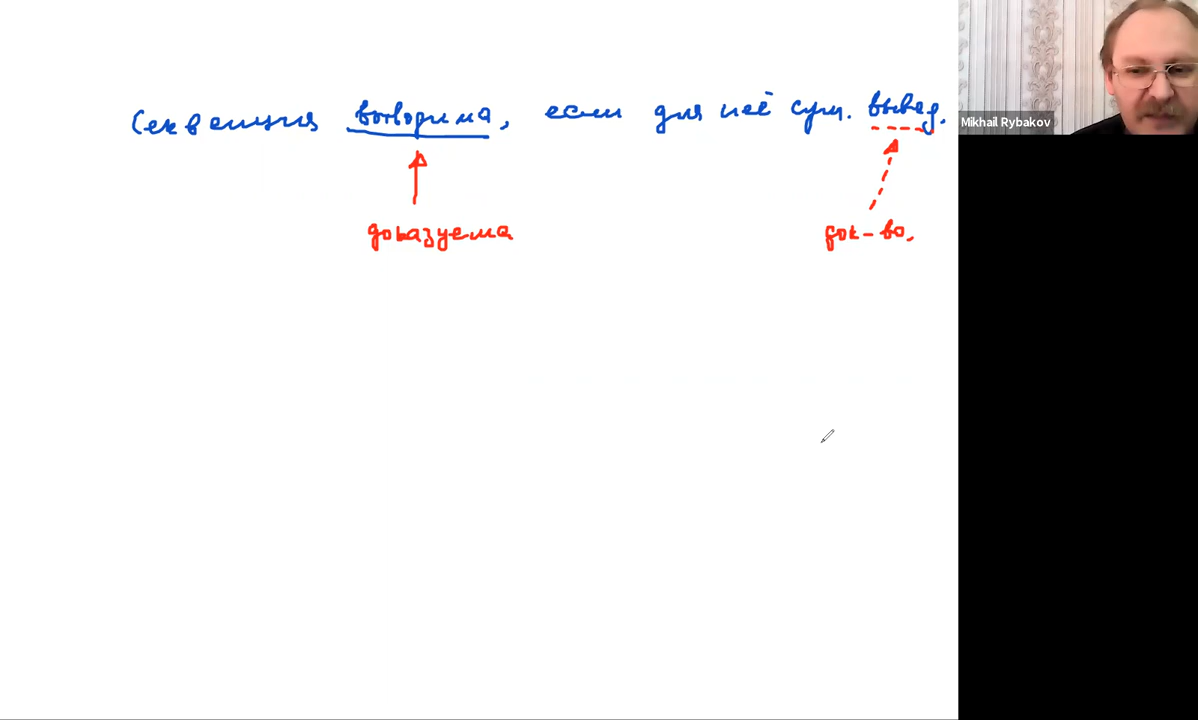 Секвенция выводима, если для неё сущ. вывод.
Mikhail Rybakov
доказуема док-во.